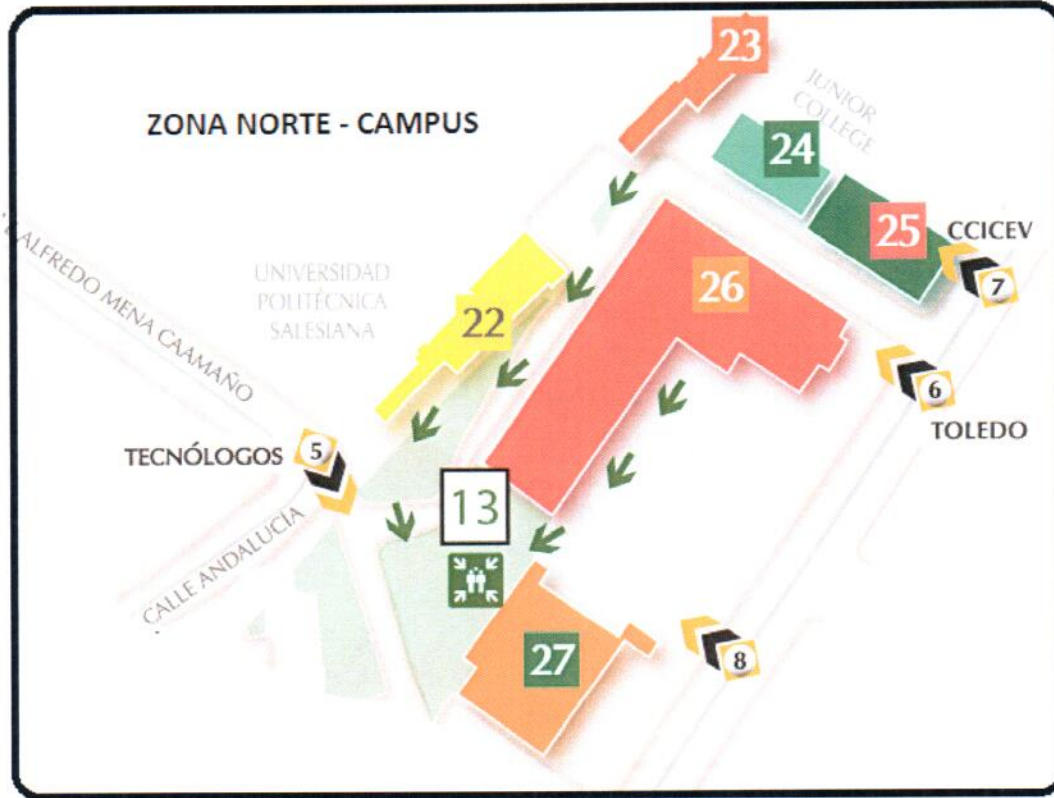 23
JUNIOR
COLLEGE
ZONA NORTE - CAMPUS
24
25
CCICEV
7
ALFREDO MENA CAAMAÑO
UNIVERSIDAD
POLITÉCNICA
SALESIANA
26
22
6
TOLEDO
TECNÓLOGOS
5
13
CALLE ANDALUCÍA
27
8